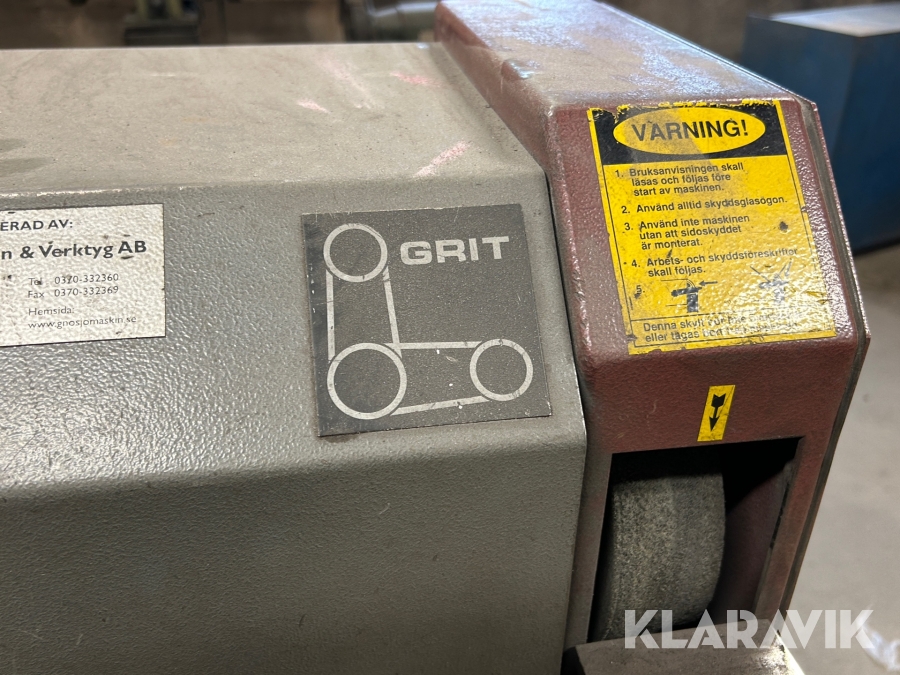 ERAD AV:
n & Verktyg AB
Tel 0370-332360
Fax 0370-332369
Hemsida:
www.gnosjomaskin.se
GRIT
VARNING!
1. Bruksanvisningen skall
läsas och följas före
start av maskinen.
2. Använd alltid skyddsglasögon.
3. Använd inte maskinen
utan att sidoskyddet
är monterat.
4. Arbets- och skyddsföreskrifter
skall följas.
5.
Denna skylt får inte
eller tagas
KLARAVIK